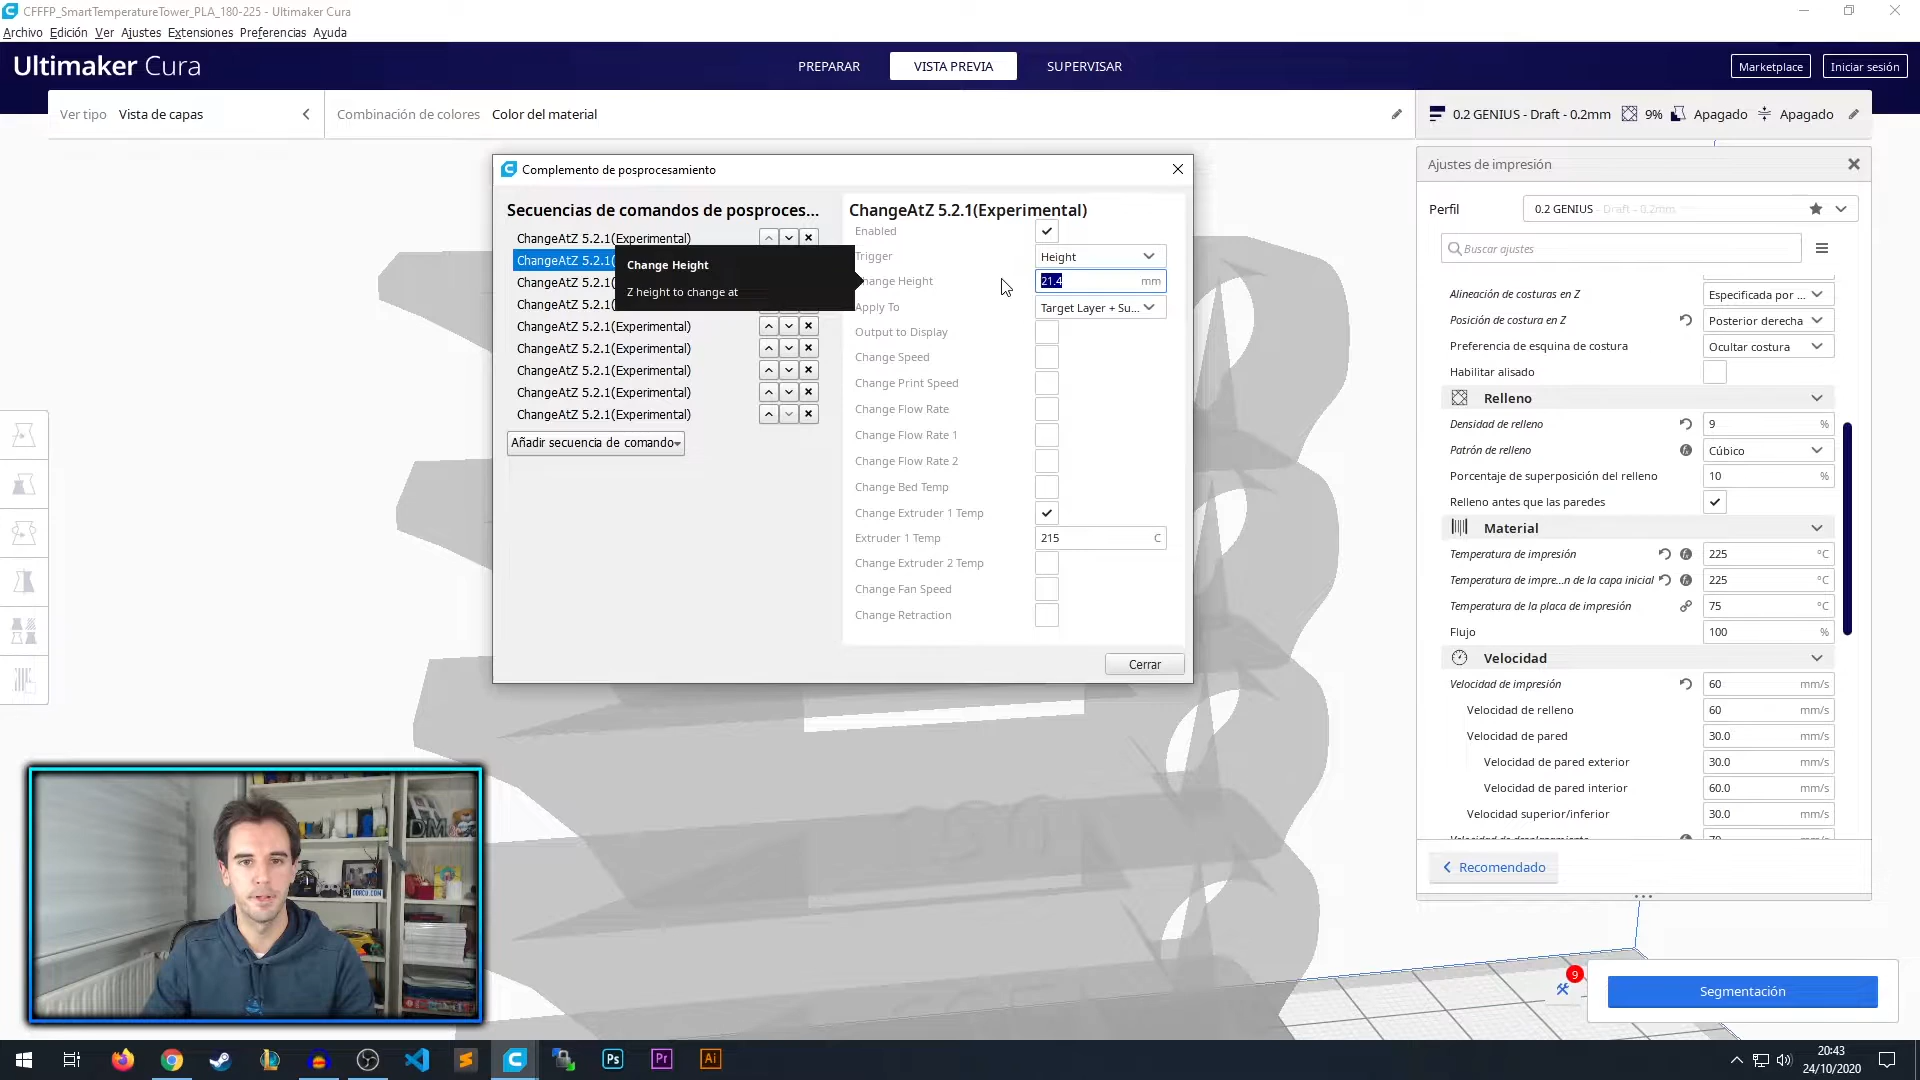 CFFFP_SmartTemperatureTower_PLA_180-225 - Ultimaker Cura
Archivo Edición Ver Ajustes Extensiones Preferencias Ayuda
Ultimaker Cura
PREPARAR
VISTA PREVIA
SUPERVISAR
Marketplace
Iniciar sesión
Ver tipo Vista de capas
Combinación de colores Color del material
0.2 GENIUS - Draft - 0.2mm 9% Apagado Apagado
Complemento de posprocesamiento
Secuencias de comandos de posproces...
ChangeAtZ 5.2.1(Experimental)
ChangeAtZ 5.2.1(
ChangeAtZ 5.2.1(
ChangeAtZ 5.2.1(
ChangeAtZ 5.2.1(Experimental)
ChangeAtZ 5.2.1(Experimental)
ChangeAtZ 5.2.1(Experimental)
ChangeAtZ 5.2.1(Experimental)
ChangeAtZ 5.2.1(Experimental)
Añadir secuencia de comando
Change Height
Z height to change at
ChangeAtZ 5.2.1(Experimental)
Enabled
Trigger Height
hange Height 21.4 mm
Apply To Target Layer + Su...
Output to Display
Change Speed
Change Print Speed
Change Flow Rate
Change Flow Rate 1
Change Flow Rate 2
Change Bed Temp
Change Extruder 1 Temp
Extruder 1 Temp 215 C
Change Extruder 2 Temp
Change Fan Speed
Change Retraction
Cerrar
Ajustes de impresión
Perfil 0.2 GENIUS - Draft - 0.2mm
Buscar ajustes
Alineación de costuras en Z Especificada por ...
Posición de costura en Z Posterior derecha
Preferencia de esquina de costura Ocultar costura
Habilitar alisado
Relleno
Densidad de relleno 9 %
Patrón de relleno Cúbico
Porcentaje de superposición del relleno 10 %
Relleno antes que las paredes
Material
Temperatura de impresión 225 °C
Temperatura de impre...n de la capa inicial 225 °C
Temperatura de la placa de impresión 75 °C
Flujo 100 %
Velocidad
Velocidad de impresión 60 mm/s
Velocidad de relleno 60 mm/s
Velocidad de pared 30.0 mm/s
Velocidad de pared exterior 30.0 mm/s
Velocidad de pared interior 60.0 mm/s
Velocidad superior/inferior 30.0 mm/s
Velocidad de desplazamiento 70 mm/s
Recomendado
9
Segmentación
Ps
Pr
Ai
20:43
24/10/2020